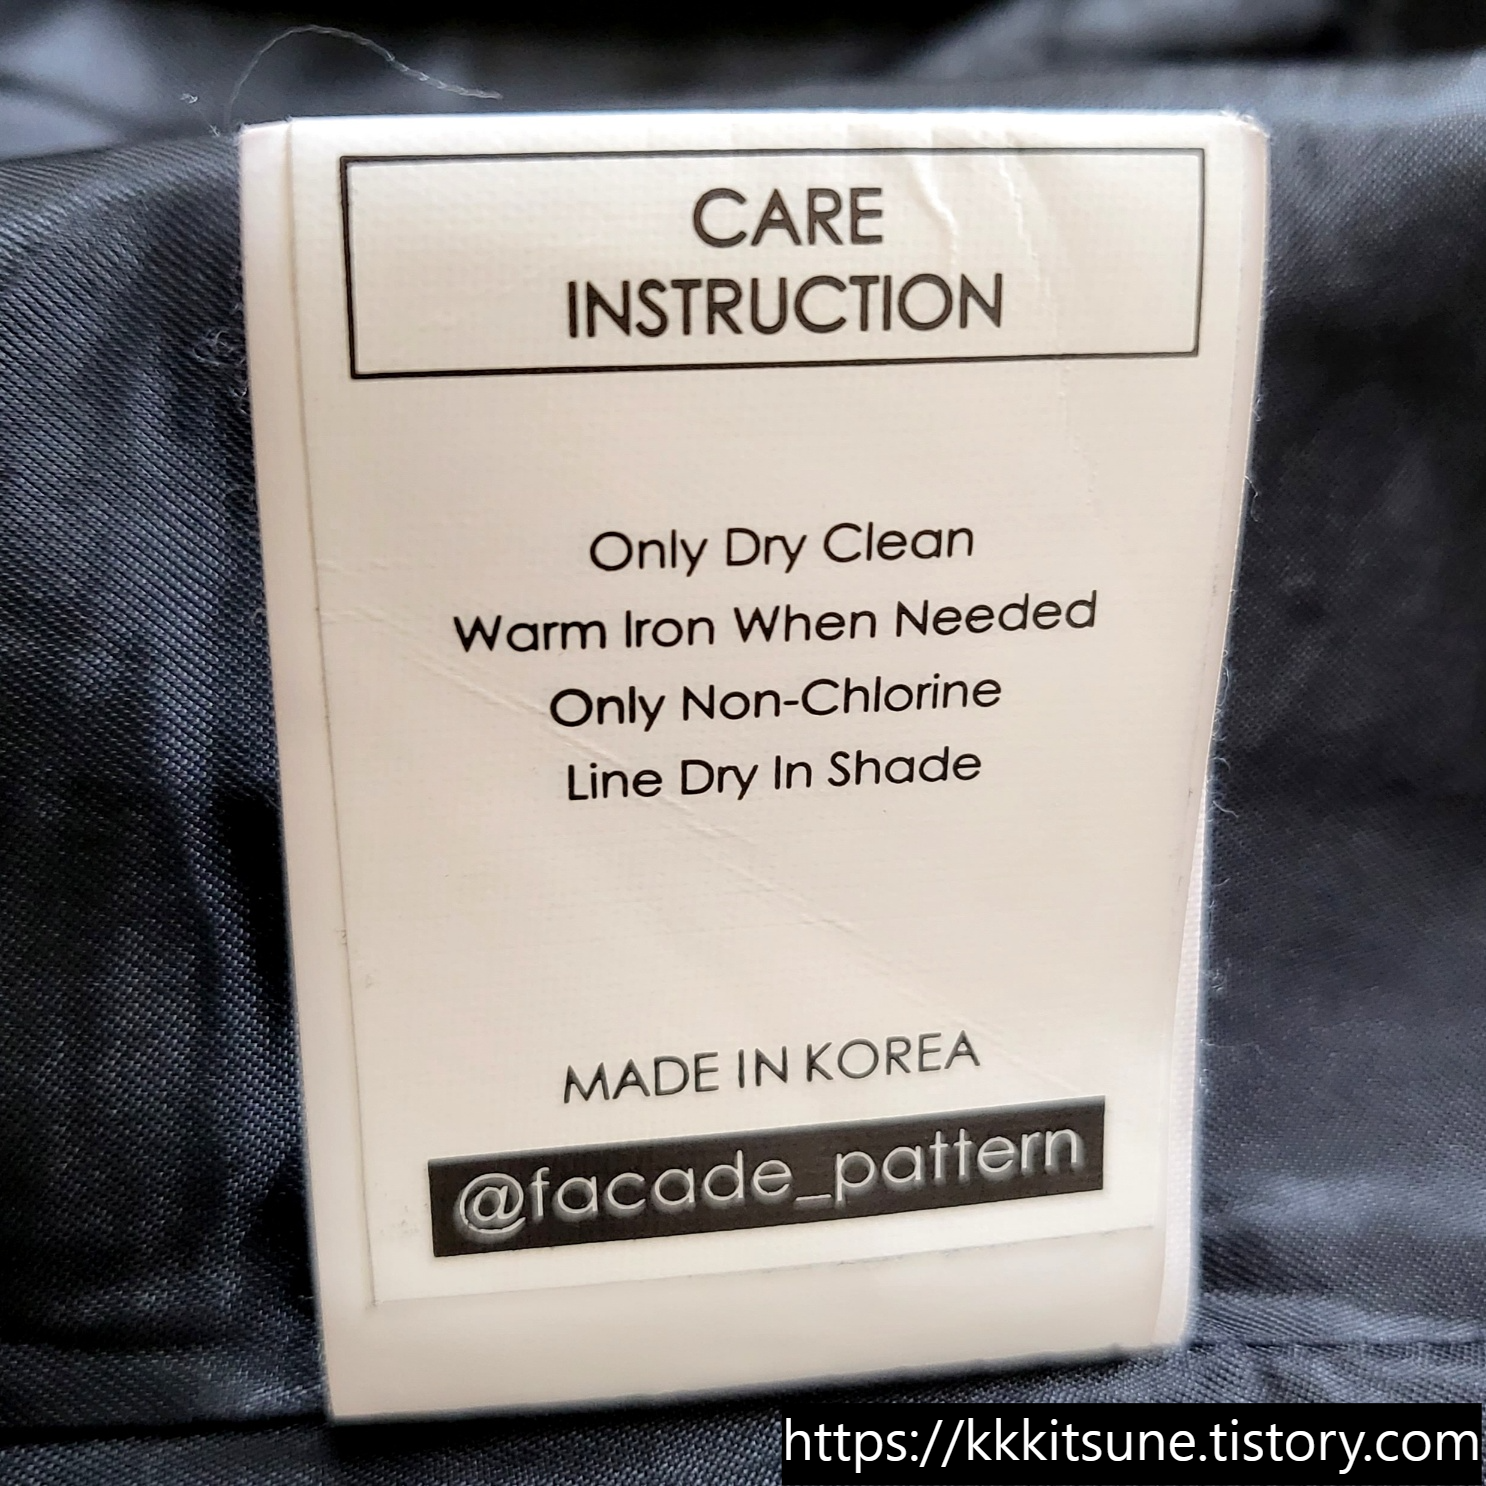 CARE
INSTRUCTION
Only Dry Clean
Warm Iron When Needed
Only Non-Chlorine
Line Dry In Shade
MADE IN KOREA
@facade_pattern
https://kkkitsune.tistory.com